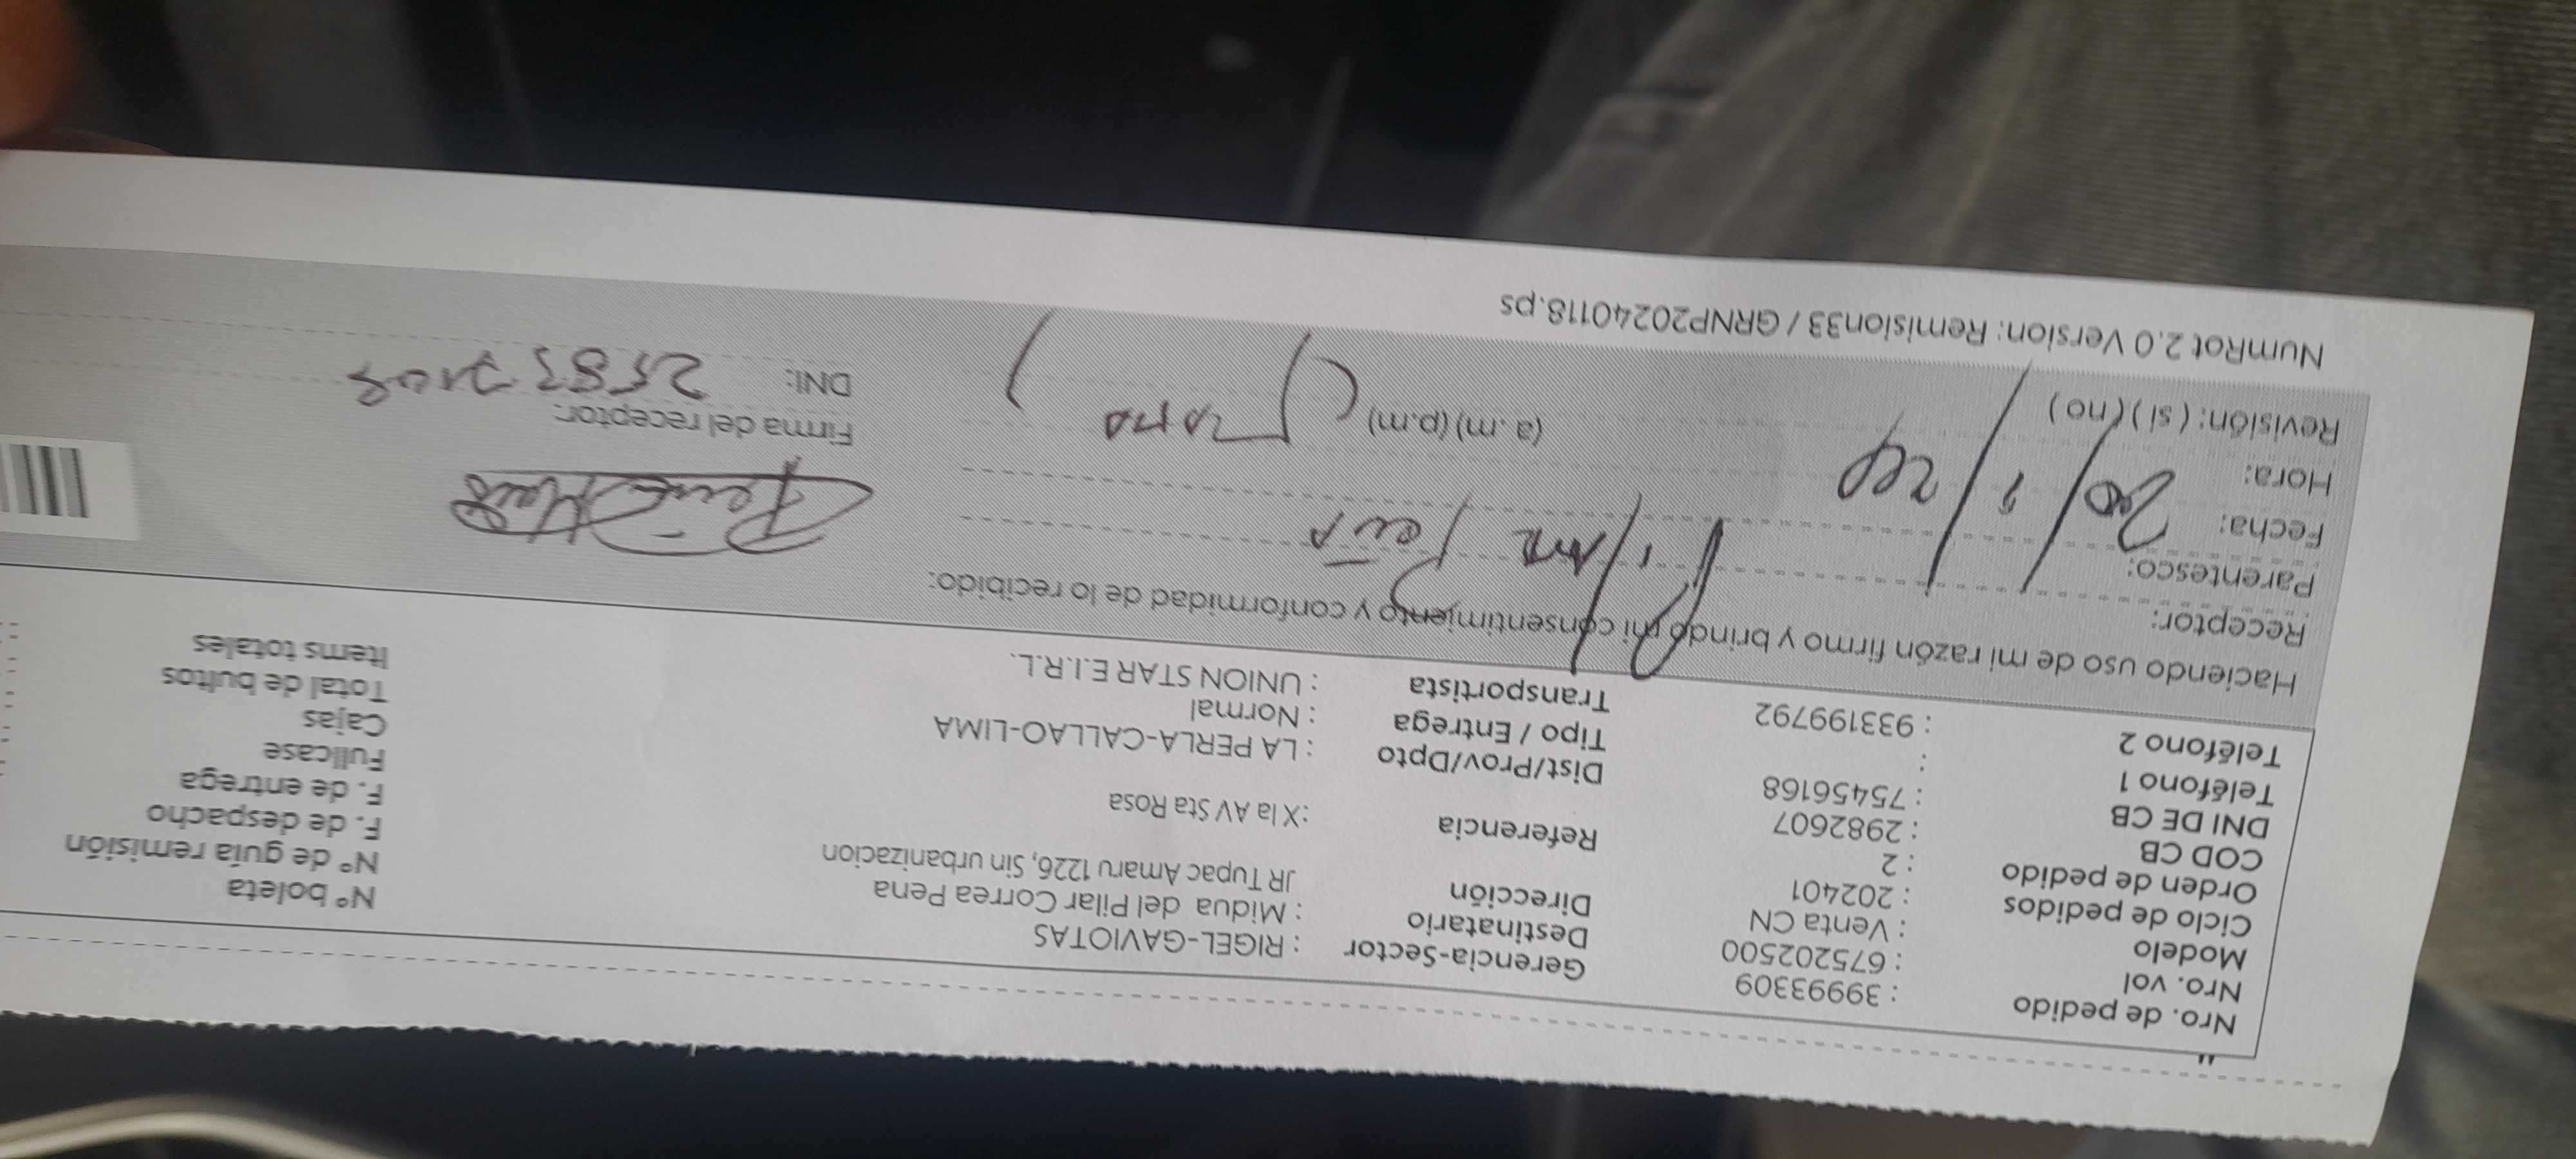 Nro. de pedido : 39993309
Nro. vol : 675202500
Modelo : Venta CN
Ciclo de pedidos : 202401
Orden de pedido : 2
COD CB : 2982607
DNI DE CB : 75456168
Teléfono 1 :
Teléfono 2 : 933199792
Gerencia-Sector : RIGEL-GAVIOTAS
Destinatario : Midua del Pilar Correa Pena
Dirección JR Tupac Amaru 1226, Sin urbanizacion
Referencia :X la AV Sta Rosa
Dist/Prov/Dpto : LA PERLA-CALLAO-LIMA
Tipo / Entrega : Normal
Transportista : UNION STAR E.I.R.L.
N° boleta
N° de guía remisión
F. de despacho
F. de entrega
Fullcase
Cajas
Total de bultos
Items totales
Haciendo uso de mi razón firmo y brindo mi consentimiento y conformidad de lo recibido:
Receptor:
Parentesco:
Fecha: 20/1/24
Hora: (a.m) (p.m)
Revisión: ( si ) ( no )
Firma del receptor:
DNI:
NumRot 2.0 Version: Remision33 / GRNP20240118.ps